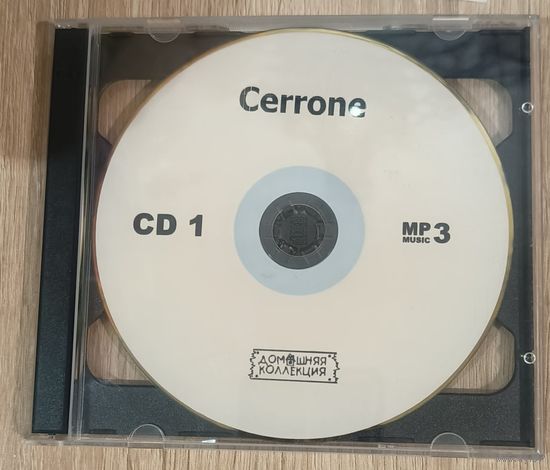 Cerrone
CD 1
MP3
MUSIC
ДОМАШНЯЯ
КОЛЛЕКЦИЯ